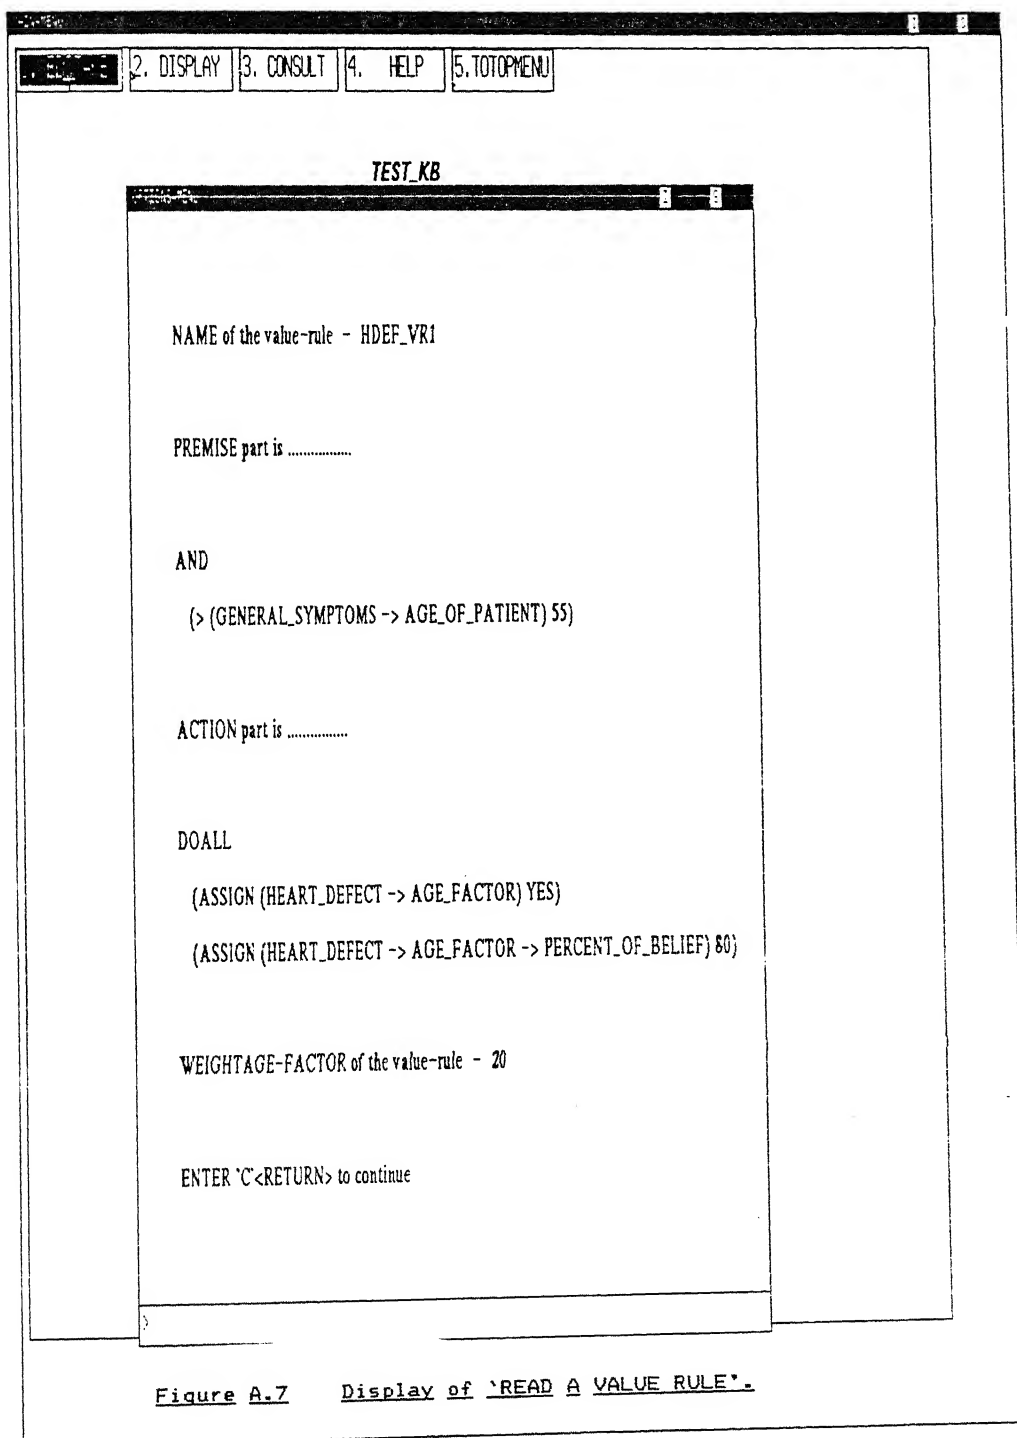 2. DISPLAY 3. CONSULT 4. HELP 5.TOTOPMENU
TEST_KB
NAME of the value-rule - HDEF_VR1
PREMISE part is ................
AND
(> (GENERAL_SYMPTOMS -> AGE_OF_PATIENT) 55)
ACTION part is ...............
DOALL
(ASSIGN (HEART_DEFECT -> AGE_FACTOR) YES)
(ASSIGN (HEART_DEFECT -> AGE_FACTOR -> PERCENT_OF_BELIEF) 80)
WEIGHTAGE-FACTOR of the value-rule - 20
ENTER `C'<RETURN> to continue
>
Figure A.7 Display of `READ A VALUE RULE'.